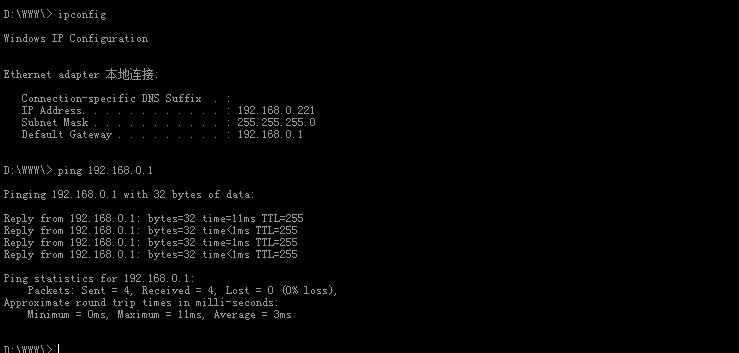 D:\WWW\> ipconfig
Windows IP Configuration
Ethernet adapter 本地连接:
Connection-specific DNS Suffix  . :
IP Address. . . . . . . . . . . . : 192.168.0.221
Subnet Mask . . . . . . . . . . . : 255.255.255.0
Default Gateway . . . . . . . . . : 192.168.0.1
D:\WWW\> ping 192.168.0.1
Pinging 192.168.0.1 with 32 bytes of data:
Reply from 192.168.0.1: bytes=32 time=11ms TTL=255
Reply from 192.168.0.1: bytes=32 time<1ms TTL=255
Reply from 192.168.0.1: bytes=32 time=1ms TTL=255
Reply from 192.168.0.1: bytes=32 time<1ms TTL=255
Ping statistics for 192.168.0.1:
Packets: Sent = 4, Received = 4, Lost = 0 (0% loss),
Approximate round trip times in milli-seconds:
Minimum = 0ms, Maximum = 11ms, Average = 3ms
D:\WWW\>